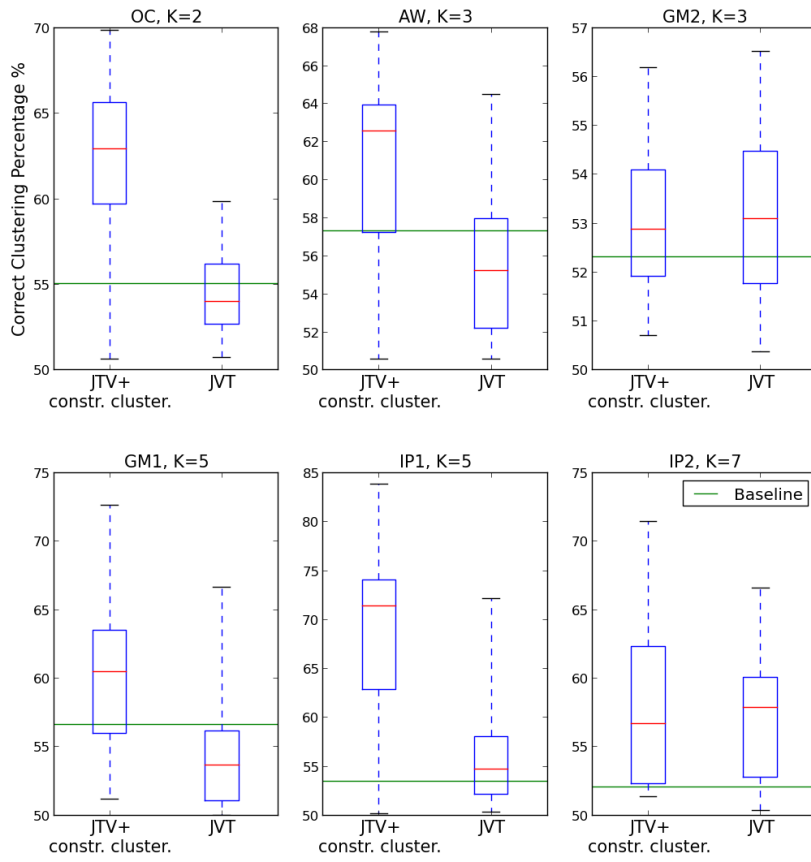 OC, K=2
AW, K=3
GM2, K=3
Correct Clustering Percentage %
70
65
60
55
50
68
66
64
62
60
58
56
54
52
50
57
56
55
54
53
52
51
50
JTV+
constr. cluster.
JVT
JTV+
constr. cluster.
JVT
JTV+
constr. cluster.
JVT
GM1, K=5
IP1, K=5
IP2, K=7
75
70
65
60
55
50
85
80
75
70
65
60
55
50
75
70
65
60
55
50
Baseline
JTV+
constr. cluster.
JVT
JTV+
constr. cluster.
JVT
JTV+
constr. cluster.
JVT